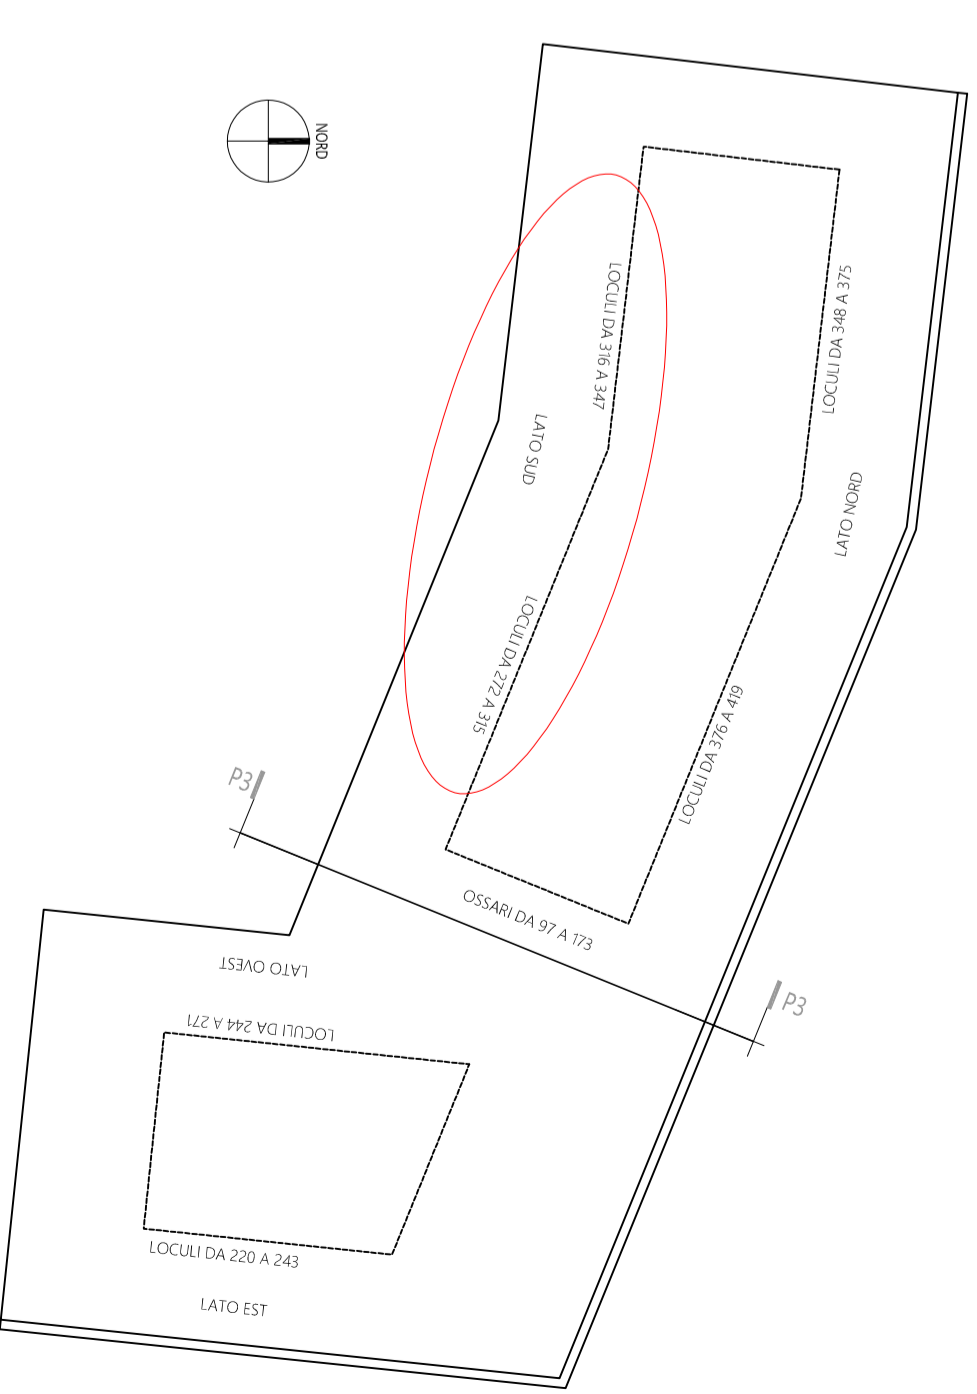 NORD
LOCULI DA 316 A 347
LOCULI DA 348 A 375
LATO SUD
LATO NORD
LOCULI DA 272 A 315
LOCULI DA 376 A 419
P3
OSSARI DA 97 A 173
P3
LATO OVEST
LOCULI DA 244 A 271
LOCULI DA 220 A 243
LATO EST